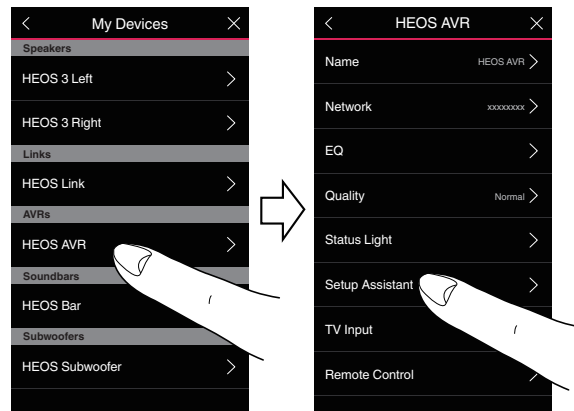 My Devices
Speakers
HEOS 3 Left
HEOS 3 Right
Links
HEOS Link
AVRs
HEOS AVR
Soundbars
HEOS Bar
Subwoofers
HEOS Subwoofer
HEOS AVR
Name HEOS AVR
Network xxxxxxxx
EQ
Quality Normal
Status Light
Setup Assistant
TV Input
Remote Control